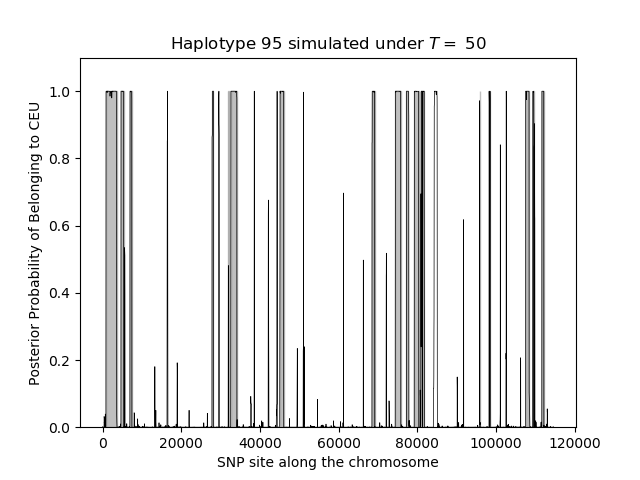 Haplotype 95 simulated under T = 50
Posterior Probability of Belonging to CEU
1.0
0.8
0.6
0.4
0.2
0.0
0 20000 40000 60000 80000 100000 120000
SNP site along the chromosome